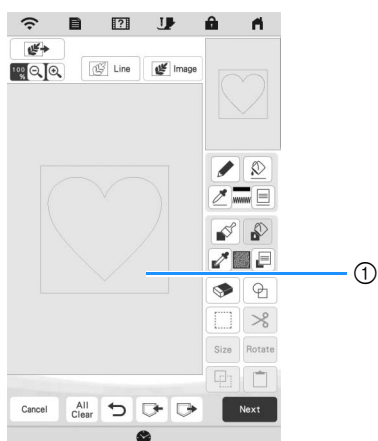 100
%
Line
Image
①
Size
Rotate
Cancel
All
Clear
Next